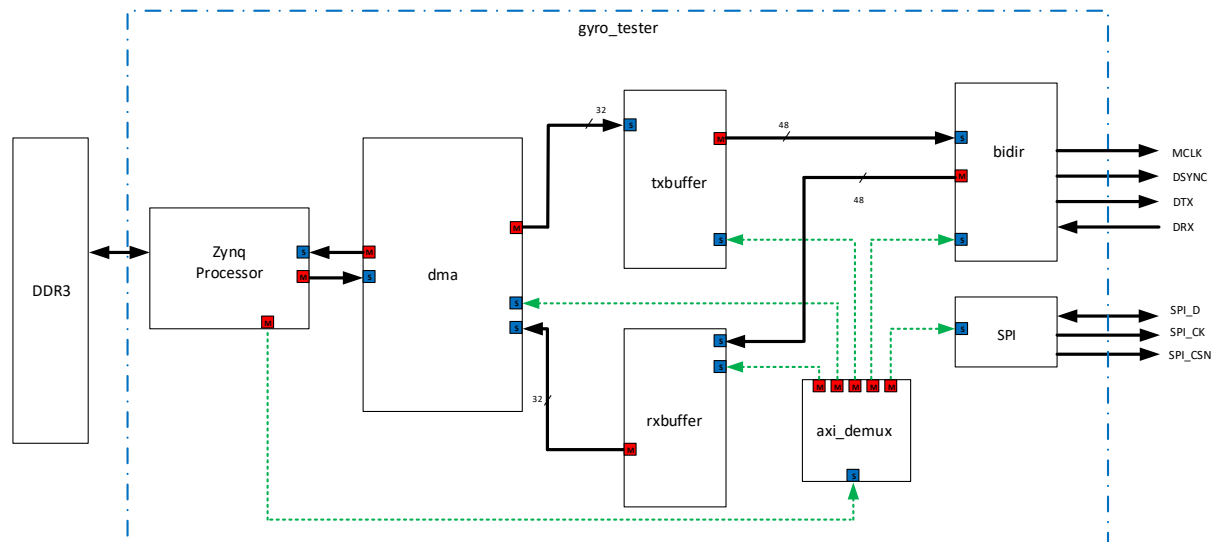 gyro_tester
32
48
48
txbuffer
bidir
MCLK
DSYNC
DTX
DRX
M
S
S
M
S
M
S
S
M
S
M
M
S
S
S
Zynq
Processor
dma
DDR3
M
S
S
S
S
SPI
SPI_D
SPI_CK
SPI_CSN
M
M
M
M
M
32
M
rxbuffer
axi_demux
S